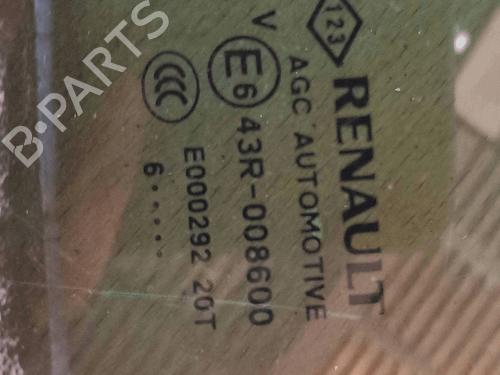 123 RENAULT
AGC AUTOMOTIVE
V
E6 43R-008600
CCC E000292 20T
6.....
B-PARTS